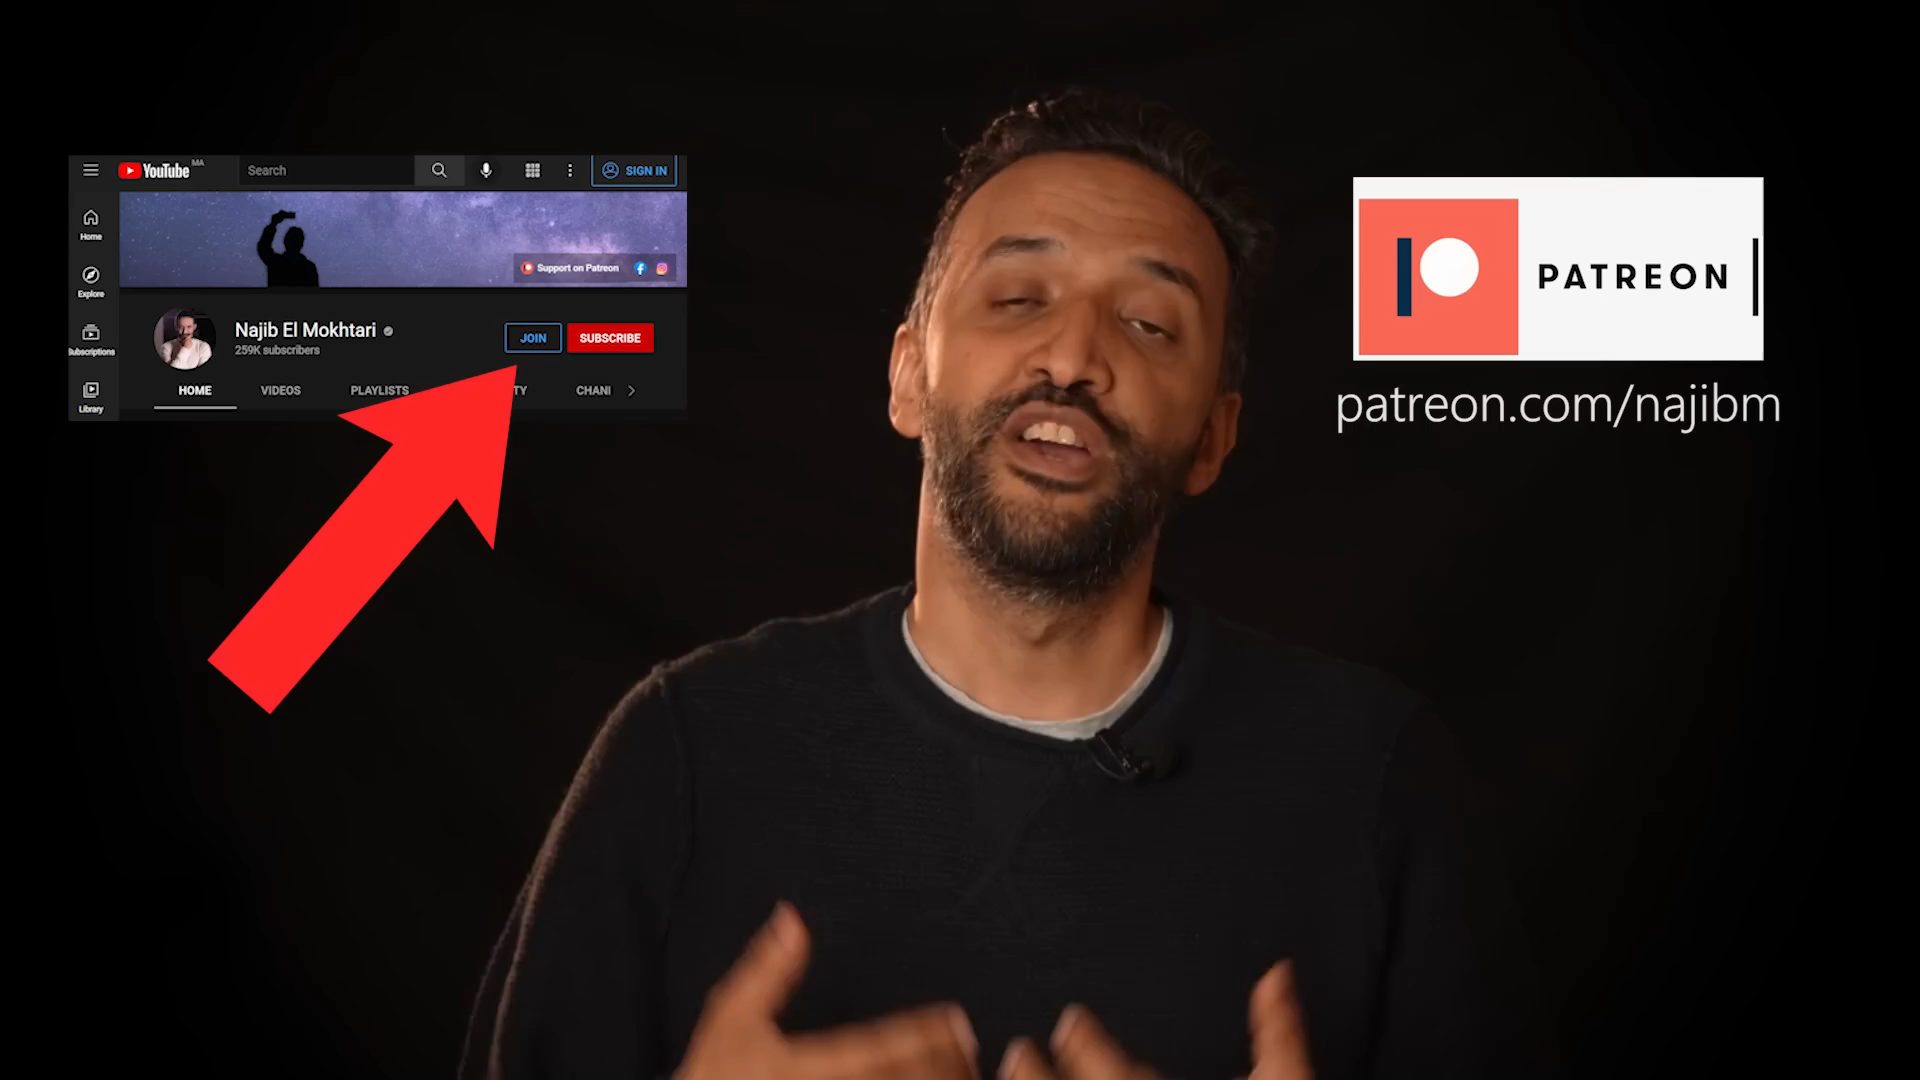 YouTube MA
Search
SIGN IN
Home
Support on Patreon
Explore
Najib El Mokhtari
259K subscribers
JOIN
SUBSCRIBE
Subscriptions
HOME
VIDEOS
PLAYLISTS
TY
CHANI
Library
PATREON
patreon.com/najibm